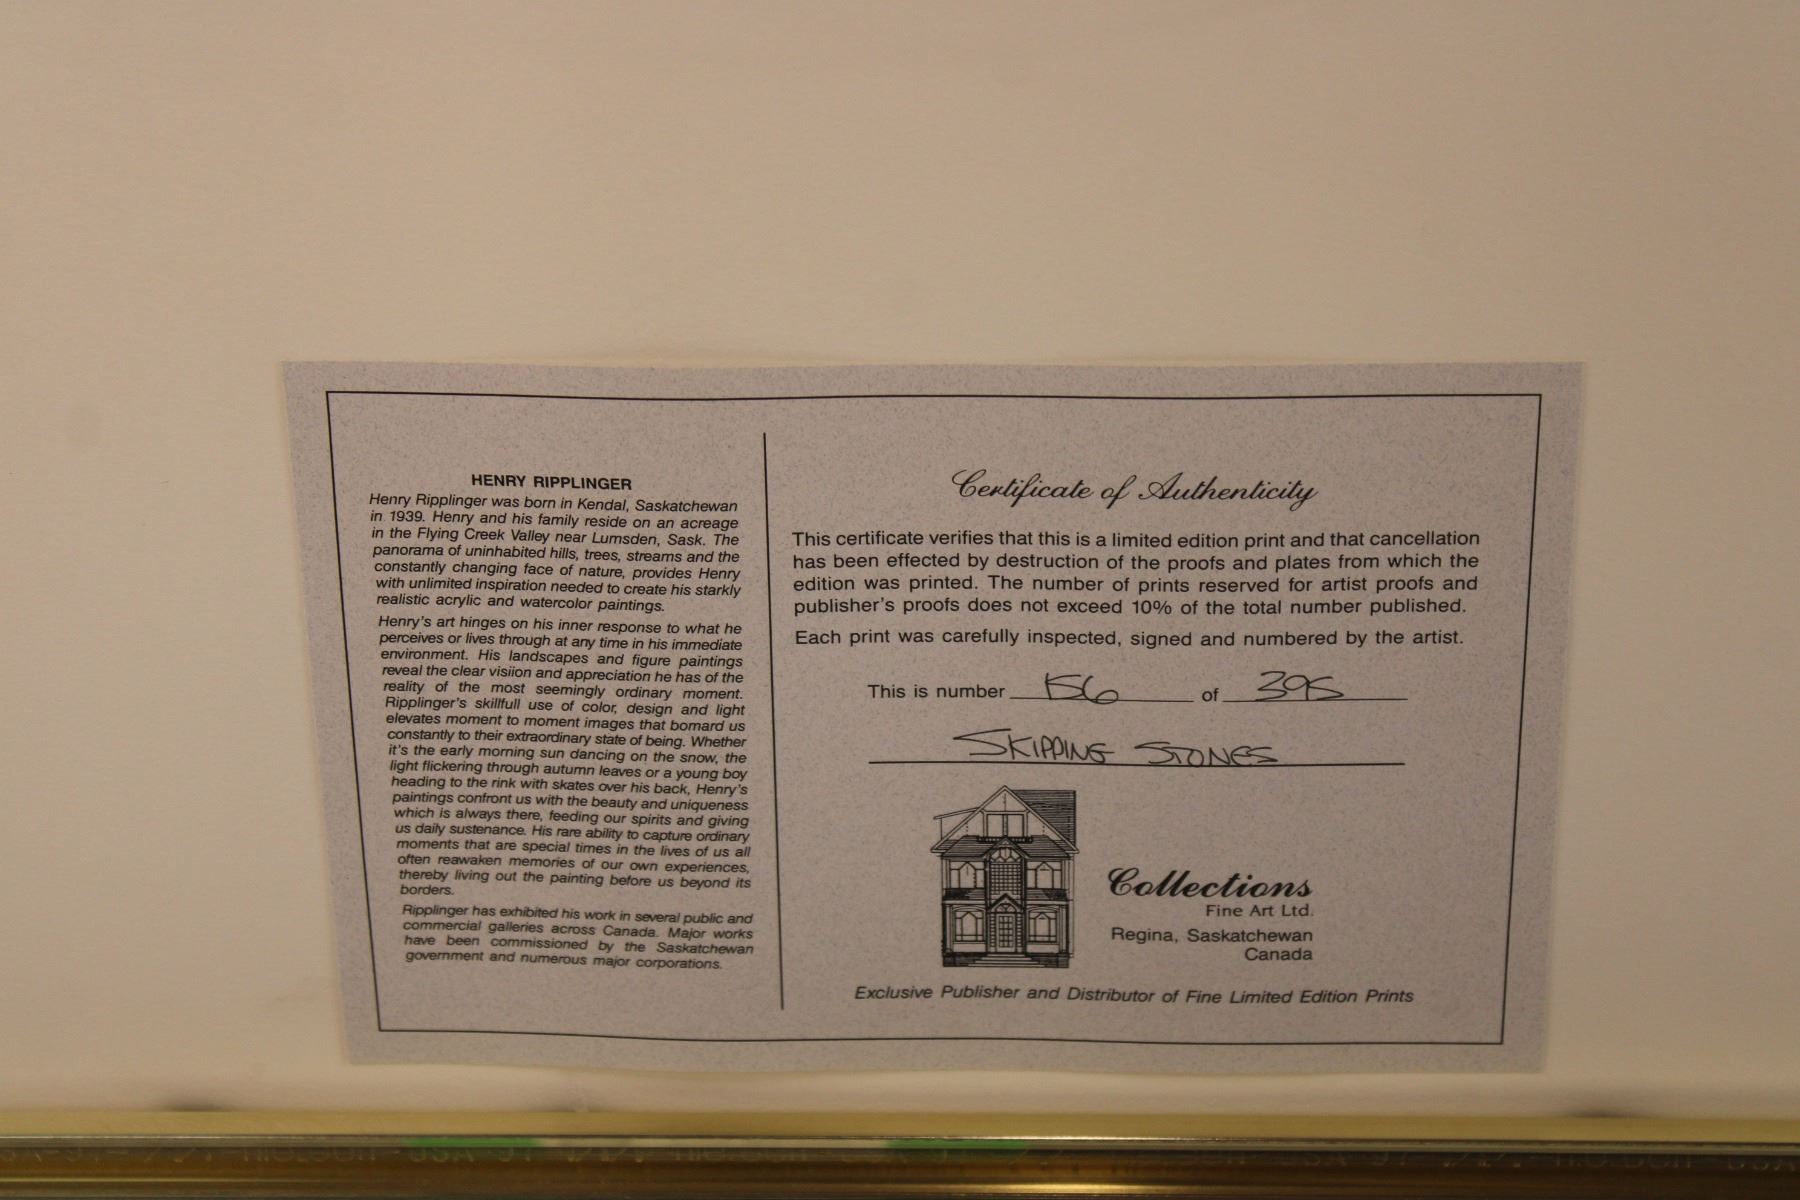 HENRY RIPPLINGER
Henry Ripplinger was born in Kendal, Saskatchewan
in 1939. Henry and his family reside on an acreage
in the Flying Creek Valley near Lumsden, Sask. The
panorama of uninhabited hills, trees, streams and the
constantly changing face of nature, provides Henry
with unlimited inspiration needed to create his starkly
realistic acrylic and watercolor paintings.
Henry's art hinges on his inner response to what he
perceives or lives through at any time in his immediate
environment. His landscapes and figure paintings
reveal the clear visiion and appreciation he has of the
reality of the most seemingly ordinary moment.
Ripplinger's skillfull use of color, design and light
elevates moment to moment images that bomard us
constantly to their extraordinary state of being. Whether
it's the early morning sun dancing on the snow, the
light flickering through autumn leaves or a young boy
heading to the rink with skates over his back, Henry's
paintings confront us with the beauty and uniqueness
which is always there, feeding our spirits and giving
us daily sustenance. His rare ability to capture ordinary
moments that are special times in the lives of us all
often reawaken memories of our own experiences,
thereby living out the painting before us beyond its
borders.
Ripplinger has exhibited his work in several public and
commercial galleries across Canada. Major works
have been commissioned by the Saskatchewan
government and numerous major corporations.
Certificate of Authenticity
This certificate verifies that this is a limited edition print and that cancellation
has been effected by destruction of the proofs and plates from which the
edition was printed. The number of prints reserved for artist proofs and
publisher's proofs does not exceed 10% of the total number published.
Each print was carefully inspected, signed and numbered by the artist.
This is number 156 of 395
SKIPPING STONES
Collections
Fine Art Ltd.
Regina, Saskatchewan
Canada
Exclusive Publisher and Distributor of Fine Limited Edition Prints